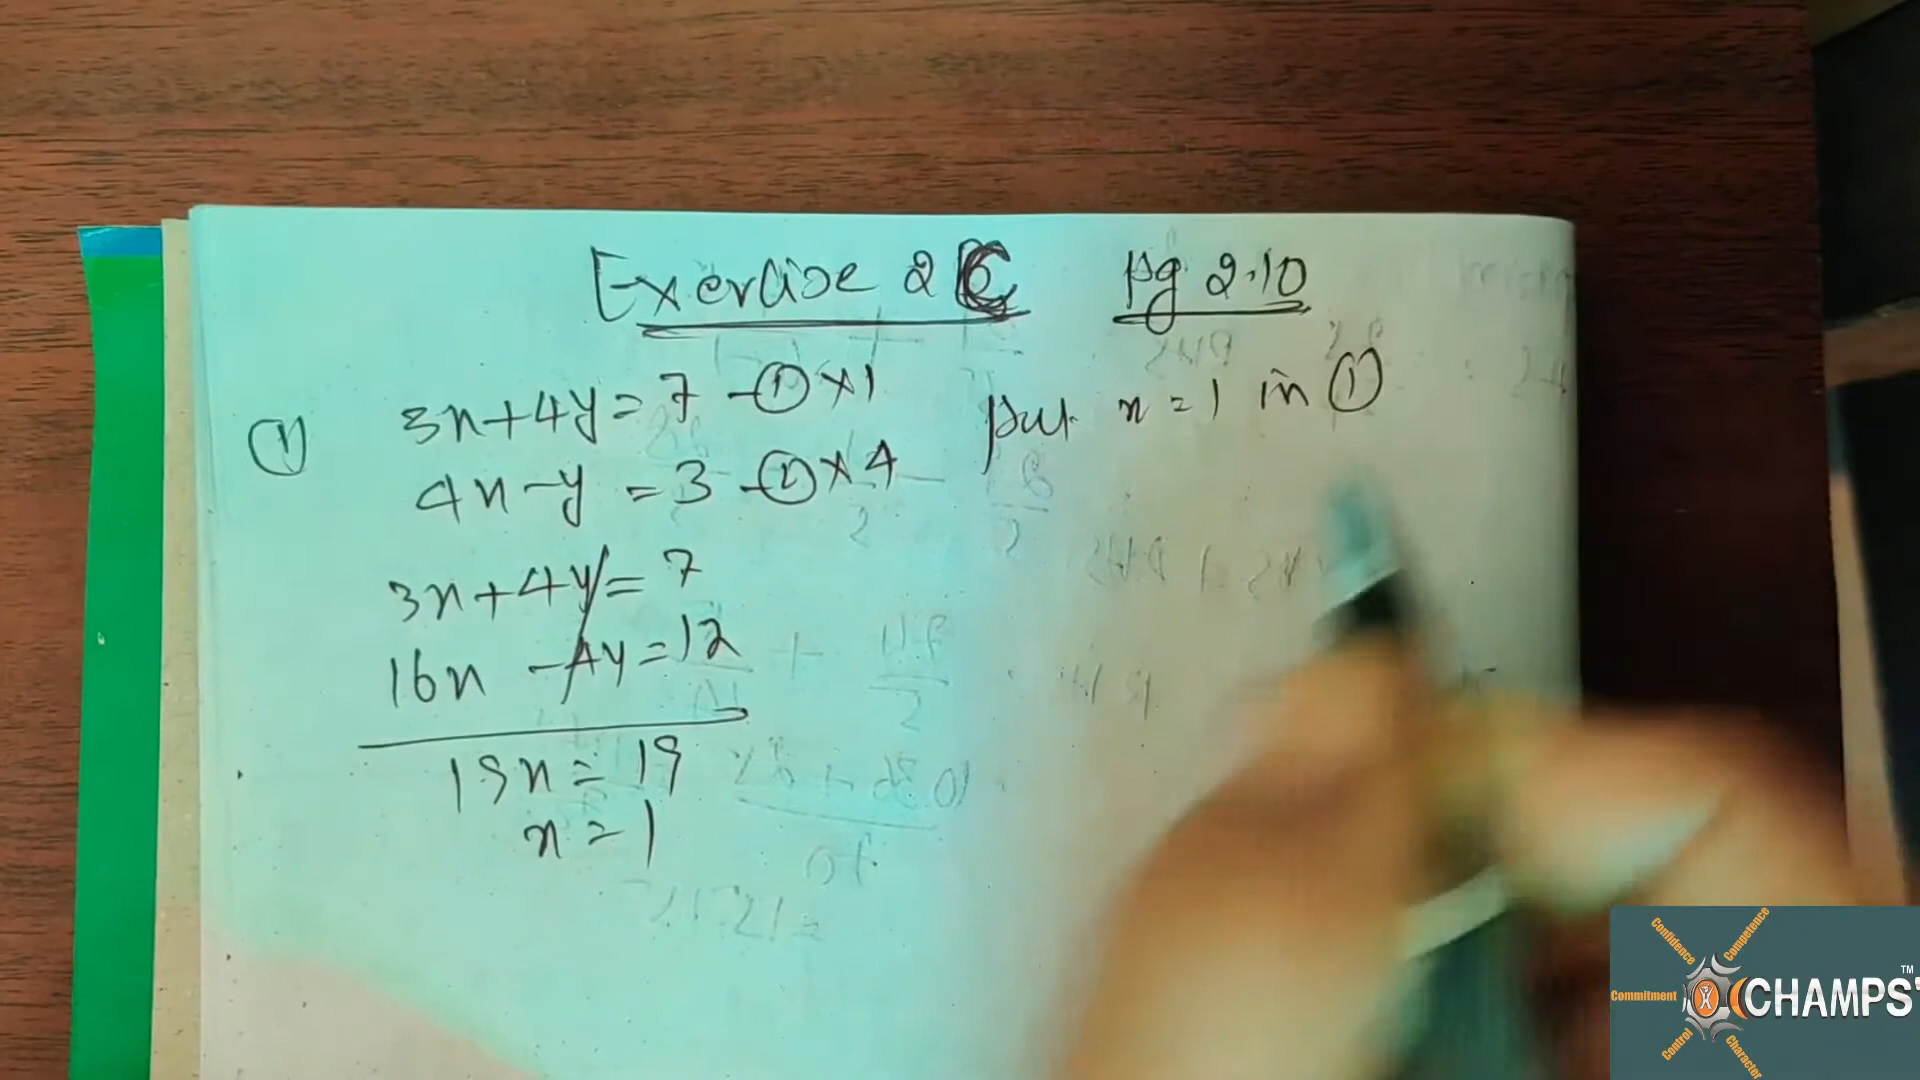 Exercise 2C pg 2.10
① 3x+4y=7 -①×1
4x-y=3 -②×4
3x+4y=7
16x-4y=12
19x=19
x=1
put x=1 in ①
Confidence
Competence
Commitment
CHAMPS™
Control
Character